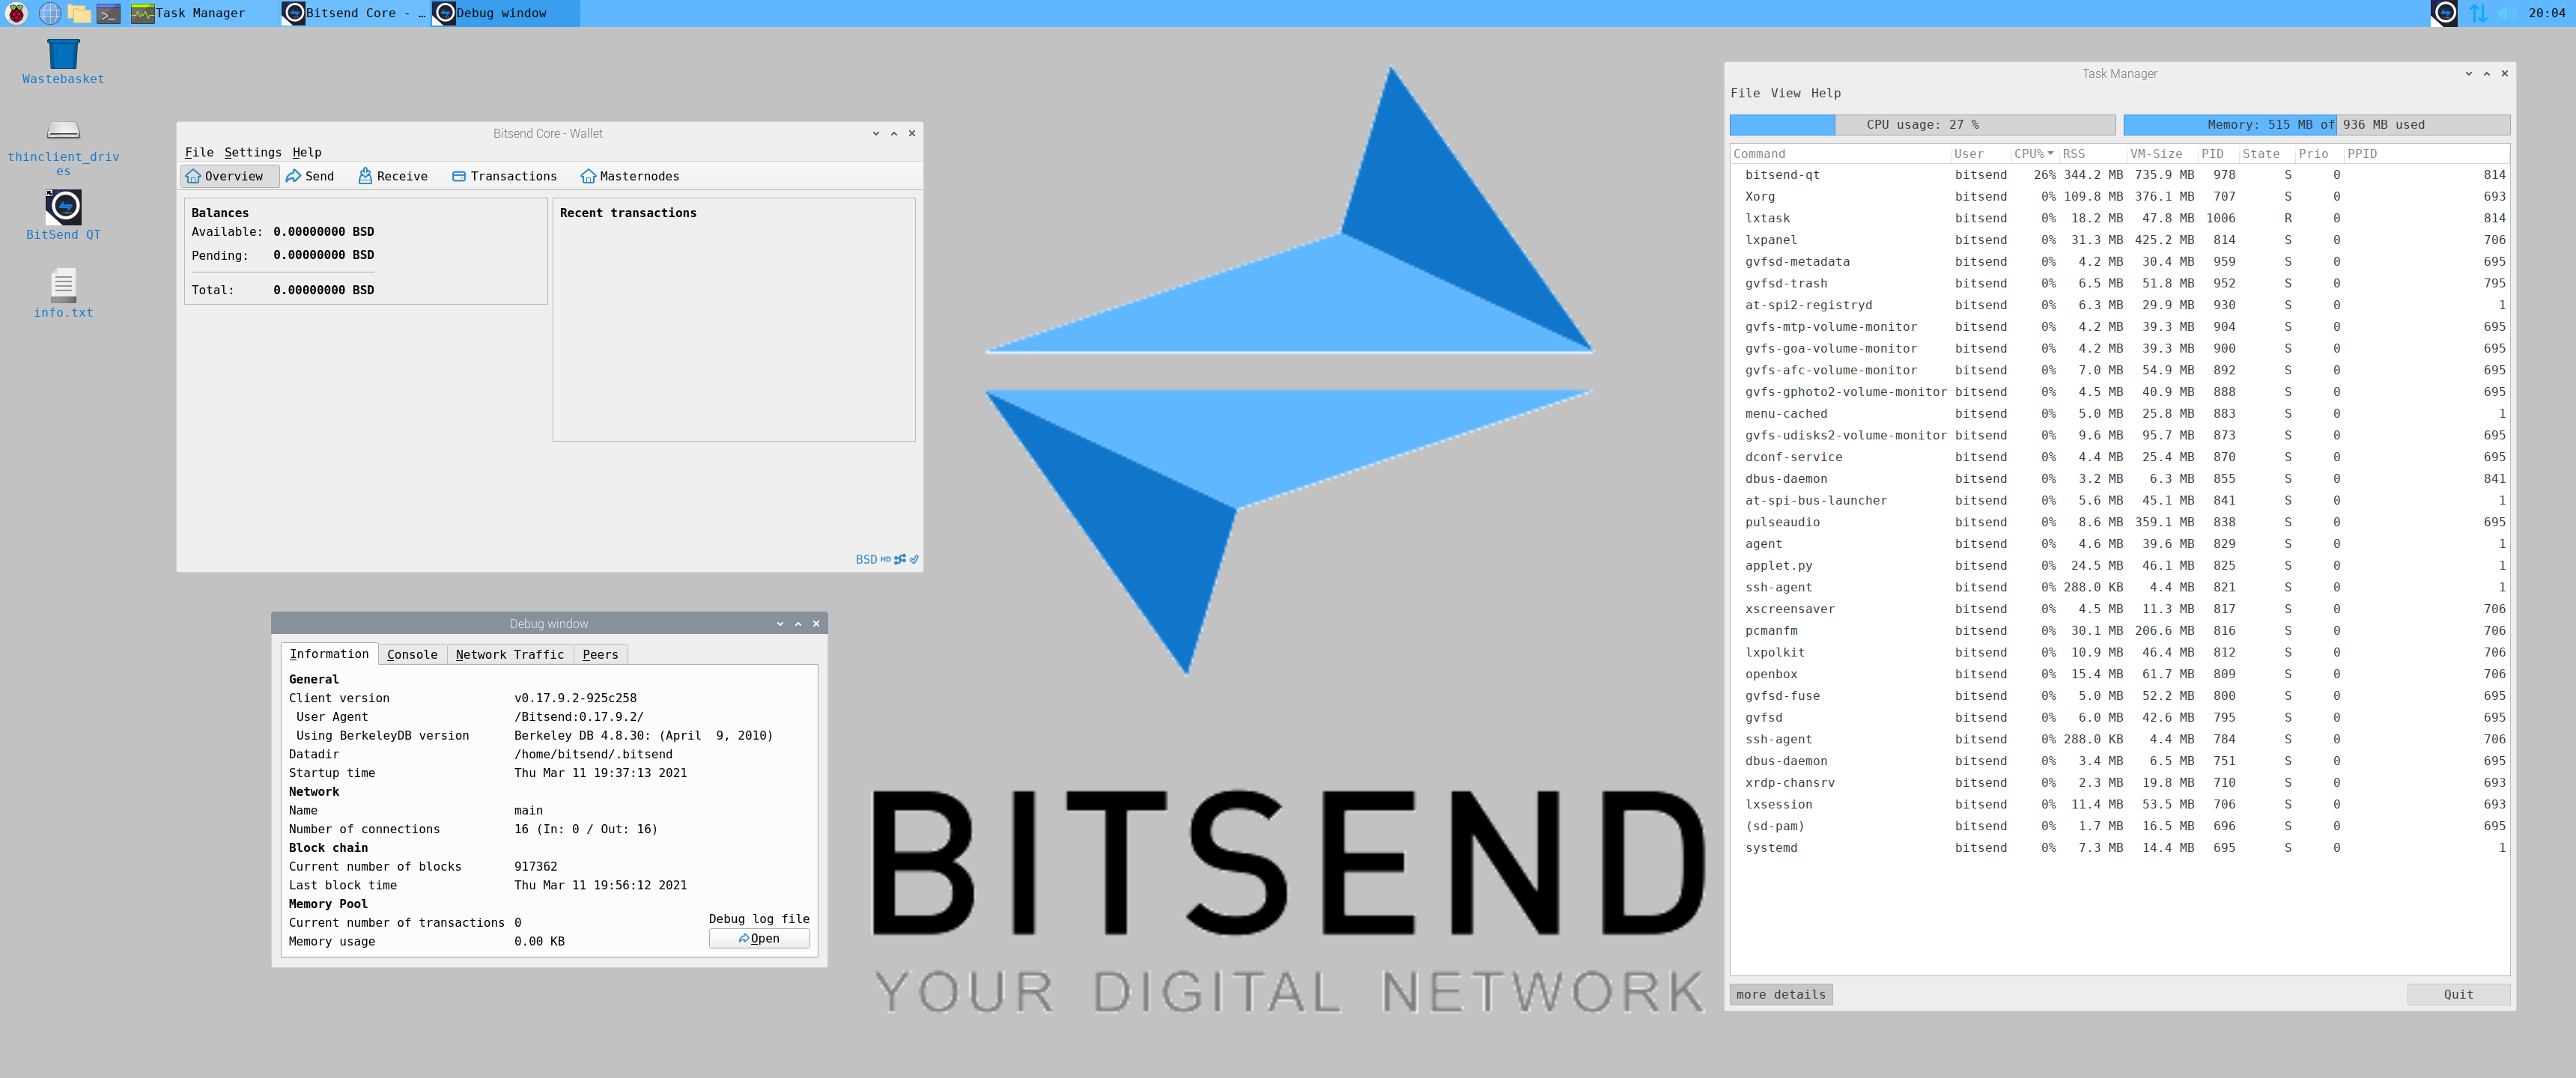 Task Manager
Bitsend Core - …
Debug window
20:04
Wastebasket
thinclient_driv
es
BitSend QT
info.txt
Bitsend Core - Wallet
File Settings Help
Overview Send Receive Transactions Masternodes
Balances
Available: 0.00000000 BSD
Pending: 0.00000000 BSD
Total: 0.00000000 BSD
Recent transactions
BSD HD
Debug window
Information Console Network Traffic Peers
General
Client version v0.17.9.2-925c258
User Agent /Bitsend:0.17.9.2/
Using BerkeleyDB version Berkeley DB 4.8.30: (April 9, 2010)
Datadir /home/bitsend/.bitsend
Startup time Thu Mar 11 19:37:13 2021
Network
Name main
Number of connections 16 (In: 0 / Out: 16)
Block chain
Current number of blocks 917362
Last block time Thu Mar 11 19:56:12 2021
Memory Pool
Current number of transactions 0
Memory usage 0.00 KB
Debug log file
Open
BITSEND
YOUR DIGITAL NETWORK
Task Manager
File View Help
CPU usage: 27 %
Memory: 515 MB of 936 MB used
Command User CPU% RSS VM-Size PID State Prio PPID
bitsend-qt bitsend 26% 344.2 MB 735.9 MB 978 S 0 814
Xorg bitsend 0% 109.8 MB 376.1 MB 707 S 0 693
lxtask bitsend 0% 18.2 MB 47.8 MB 1006 R 0 814
lxpanel bitsend 0% 31.3 MB 425.2 MB 814 S 0 706
gvfsd-metadata bitsend 0% 4.2 MB 30.4 MB 959 S 0 695
gvfsd-trash bitsend 0% 6.5 MB 51.8 MB 952 S 0 795
at-spi2-registryd bitsend 0% 6.3 MB 29.9 MB 930 S 0 1
gvfs-mtp-volume-monitor bitsend 0% 4.2 MB 39.3 MB 904 S 0 695
gvfs-goa-volume-monitor bitsend 0% 4.2 MB 39.3 MB 900 S 0 695
gvfs-afc-volume-monitor bitsend 0% 7.0 MB 54.9 MB 892 S 0 695
gvfs-gphoto2-volume-monitor bitsend 0% 4.5 MB 40.9 MB 888 S 0 695
menu-cached bitsend 0% 5.0 MB 25.8 MB 883 S 0 1
gvfs-udisks2-volume-monitor bitsend 0% 9.6 MB 95.7 MB 873 S 0 695
dconf-service bitsend 0% 4.4 MB 25.4 MB 870 S 0 695
dbus-daemon bitsend 0% 3.2 MB 6.3 MB 855 S 0 841
at-spi-bus-launcher bitsend 0% 5.6 MB 45.1 MB 841 S 0 1
pulseaudio bitsend 0% 8.6 MB 359.1 MB 838 S 0 695
agent bitsend 0% 4.6 MB 39.6 MB 829 S 0 1
applet.py bitsend 0% 24.5 MB 46.1 MB 825 S 0 1
ssh-agent bitsend 0% 288.0 KB 4.4 MB 821 S 0 1
xscreensaver bitsend 0% 4.5 MB 11.3 MB 817 S 0 706
pcmanfm bitsend 0% 30.1 MB 206.6 MB 816 S 0 706
lxpolkit bitsend 0% 10.9 MB 46.4 MB 812 S 0 706
openbox bitsend 0% 15.4 MB 61.7 MB 809 S 0 706
gvfsd-fuse bitsend 0% 5.0 MB 52.2 MB 800 S 0 695
gvfsd bitsend 0% 6.0 MB 42.6 MB 795 S 0 695
ssh-agent bitsend 0% 288.0 KB 4.4 MB 784 S 0 706
dbus-daemon bitsend 0% 3.4 MB 6.5 MB 751 S 0 695
xrdp-chansrv bitsend 0% 2.3 MB 19.8 MB 710 S 0 693
lxsession bitsend 0% 11.4 MB 53.5 MB 706 S 0 693
(sd-pam) bitsend 0% 1.7 MB 16.5 MB 696 S 0 695
systemd bitsend 0% 7.3 MB 14.4 MB 695 S 0 1
more details
Quit